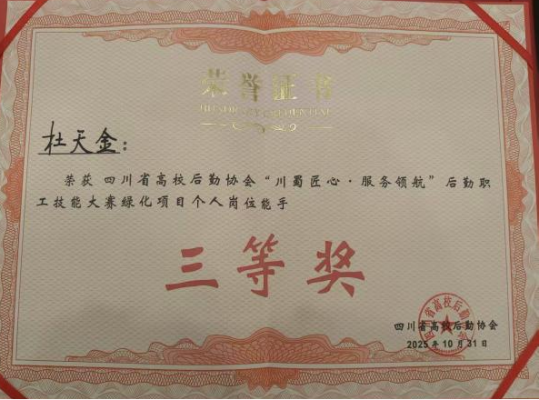 荣誉证书
杜天金：
荣获 四川省高校后勤协会“川蜀匠心·服务领航”后勤职
工技能大赛绿化项目个人岗位能手
三等奖
四川省高校后勤协会
2025年10月31日